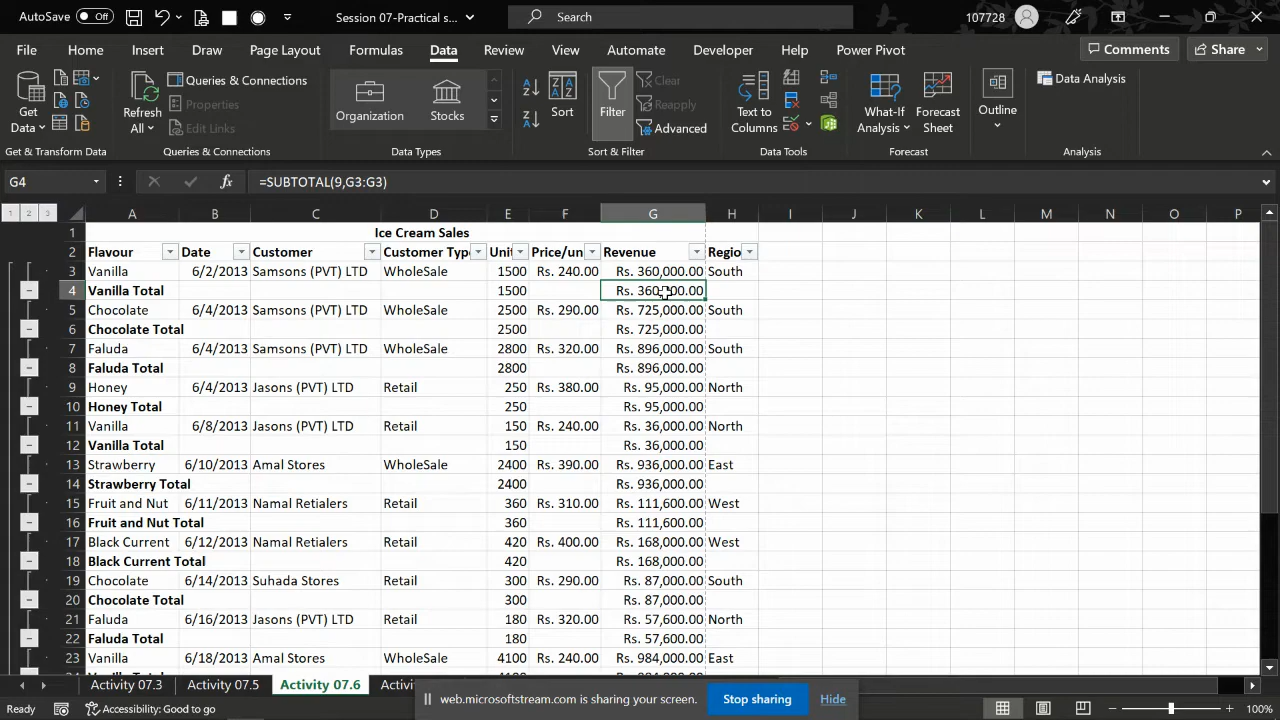 AutoSave Off Session 07-Practical s... Search 107728
File Home Insert Draw Page Layout Formulas Data Review View Automate Developer Help Power Pivot Comments Share
Get Data Refresh All Queries & Connections Properties Edit Links Organization Stocks Sort Filter Clear Reapply Advanced Text to Columns What-If Analysis Forecast Sheet Outline Data Analysis
Get & Transform Data Queries & Connections Data Types Sort & Filter Data Tools Forecast Analysis
G4 fx =SUBTOTAL(9,G3:G3)
1 2 3 A B C D E F G H I J K L M N O P
1 Ice Cream Sales
2 Flavour Date Customer Customer Type Unit Price/un Revenue Regio
3 Vanilla 6/2/2013 Samsons (PVT) LTD WholeSale 1500 Rs. 240.00 Rs. 360,000.00 South
4 Vanilla Total 1500 Rs. 360,000.00
5 Chocolate 6/4/2013 Samsons (PVT) LTD WholeSale 2500 Rs. 290.00 Rs. 725,000.00 South
6 Chocolate Total 2500 Rs. 725,000.00
7 Faluda 6/4/2013 Samsons (PVT) LTD WholeSale 2800 Rs. 320.00 Rs. 896,000.00 South
8 Faluda Total 2800 Rs. 896,000.00
9 Honey 6/4/2013 Jasons (PVT) LTD Retail 250 Rs. 380.00 Rs. 95,000.00 North
10 Honey Total 250 Rs. 95,000.00
11 Vanilla 6/8/2013 Jasons (PVT) LTD Retail 150 Rs. 240.00 Rs. 36,000.00 North
12 Vanilla Total 150 Rs. 36,000.00
13 Strawberry 6/10/2013 Amal Stores WholeSale 2400 Rs. 390.00 Rs. 936,000.00 East
14 Strawberry Total 2400 Rs. 936,000.00
15 Fruit and Nut 6/11/2013 Namal Retialers Retail 360 Rs. 310.00 Rs. 111,600.00 West
16 Fruit and Nut Total 360 Rs. 111,600.00
17 Black Current 6/12/2013 Namal Retialers Retail 420 Rs. 400.00 Rs. 168,000.00 West
18 Black Current Total 420 Rs. 168,000.00
19 Chocolate 6/14/2013 Suhada Stores Retail 300 Rs. 290.00 Rs. 87,000.00 South
20 Chocolate Total 300 Rs. 87,000.00
21 Faluda 6/16/2013 Jasons (PVT) LTD Retail 180 Rs. 320.00 Rs. 57,600.00 North
22 Faluda Total 180 Rs. 57,600.00
23 Vanilla 6/18/2013 Amal Stores WholeSale 4100 Rs. 240.00 Rs. 984,000.00 East
Activity 07.3 Activity 07.5 Activity 07.6 Activ
web.microsoftstream.com is sharing your screen. Stop sharing Hide
Ready Accessibility: Good to go 100%